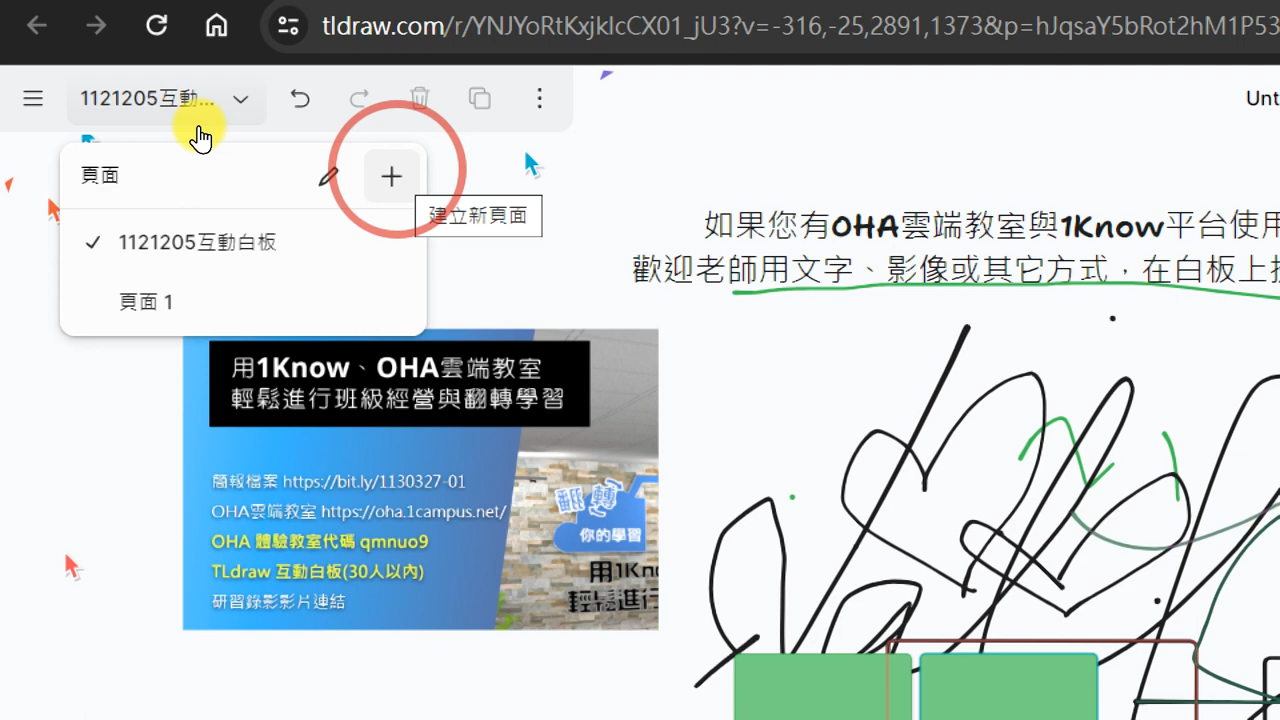 tldraw.com/r/YNJYoRtKxjklcCX01_jU3?v=-316,-25,2891,1373&p=hJqsaY5bRot2hM1P53
1121205互動...
Unt
頁面
建立新頁面
1121205互動白板
頁面 1
如果您有OHA雲端教室與1Know平台使用
歡迎老師用文字、影像或其它方式，在白板上
用1Know、OHA雲端教室
輕鬆進行班級經營與翻轉學習
簡報檔案 https://bit.ly/1130327-01
OHA雲端教室 https://oha.1campus.net/
OHA 體驗教室代碼 qmnuo9
TLdraw 互動白板(30人以內)
研習錄影影片連結
翻轉
你的學習
用1Kno
輕鬆進行